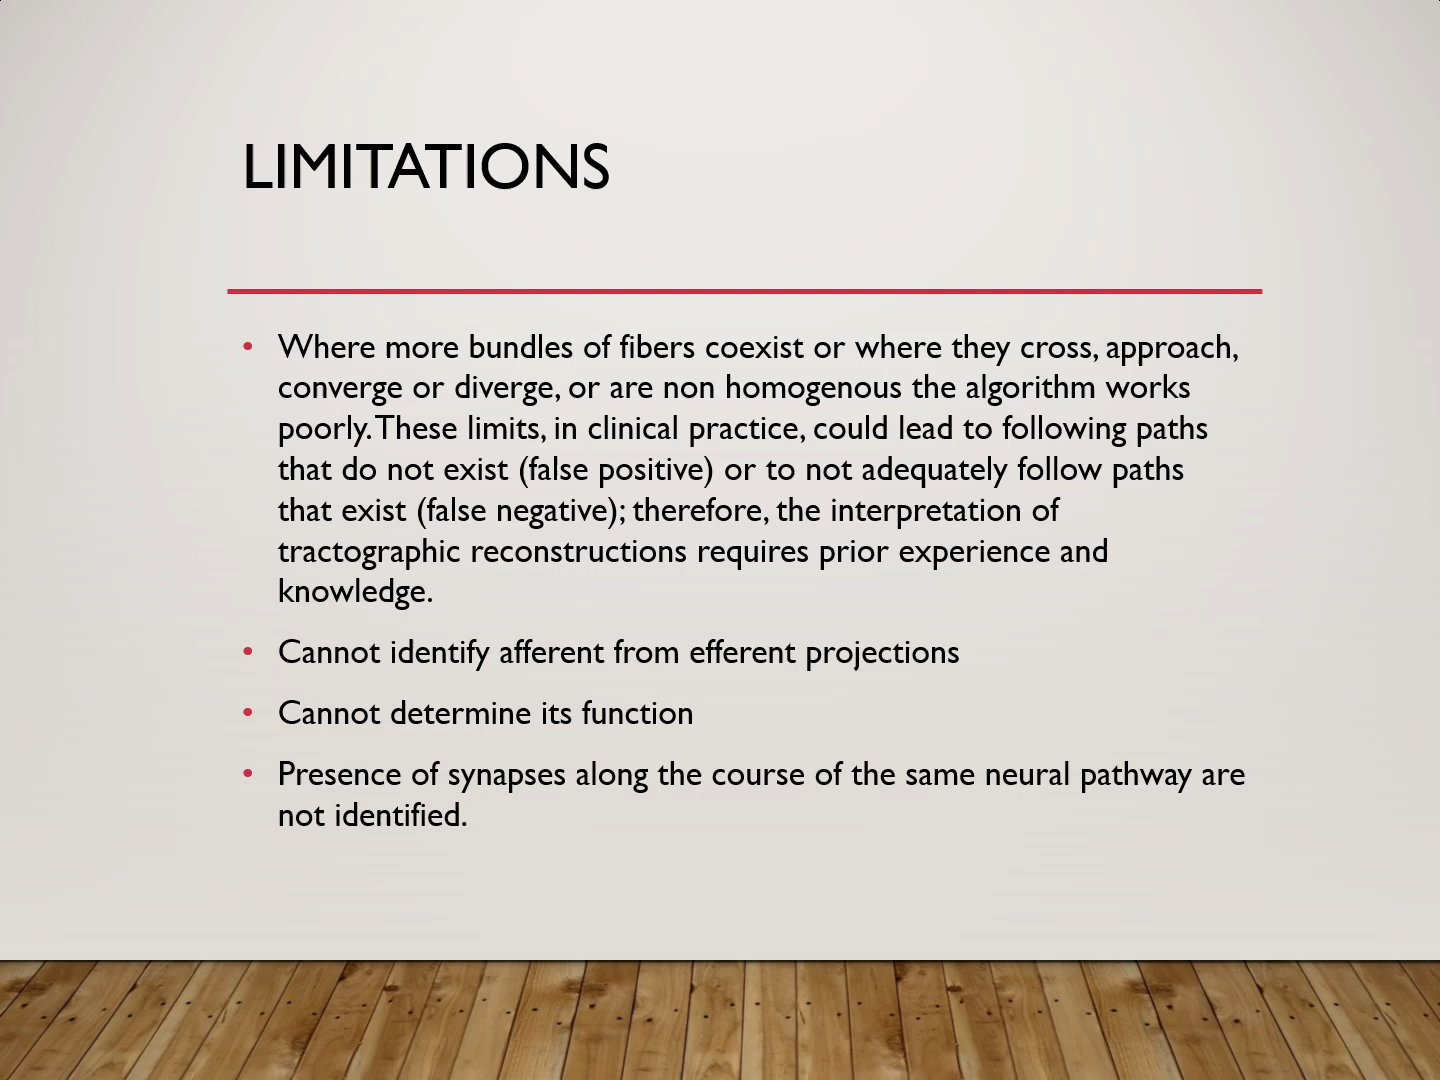 LIMITATIONS
• Where more bundles of fibers coexist or where they cross, approach,
converge or diverge, or are non homogenous the algorithm works
poorly. These limits, in clinical practice, could lead to following paths
that do not exist (false positive) or to not adequately follow paths
that exist (false negative); therefore, the interpretation of
tractographic reconstructions requires prior experience and
knowledge.
• Cannot identify afferent from efferent projections
• Cannot determine its function
• Presence of synapses along the course of the same neural pathway are
not identified.